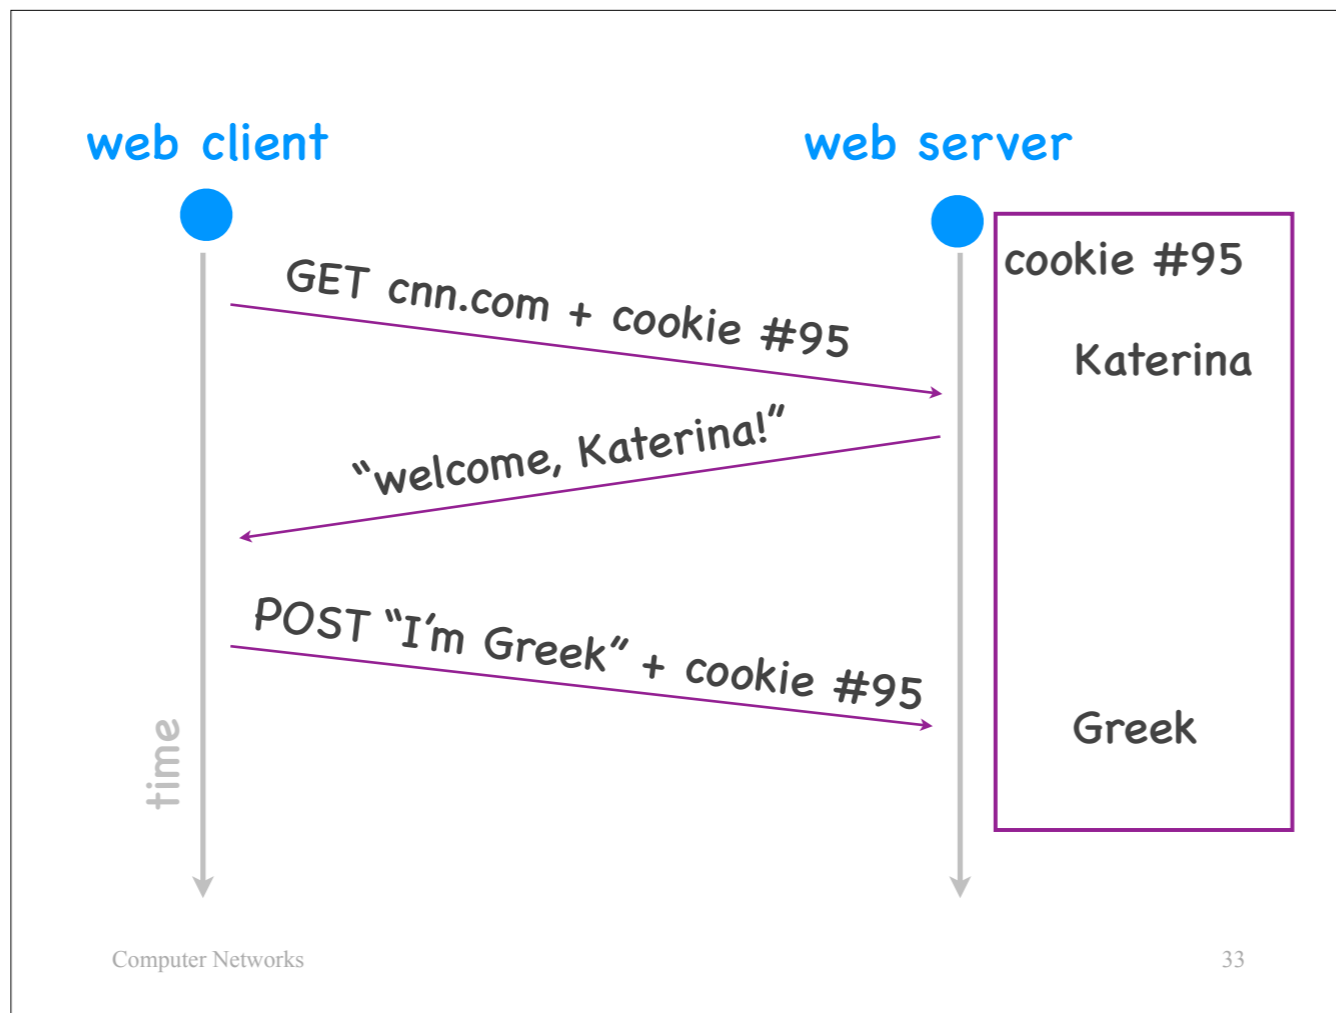 web client
web server
cookie #95
GET cnn.com + cookie #95
Katerina
“welcome, Katerina!”
POST “I’m Greek” + cookie #95
Greek
time
Computer Networks
33